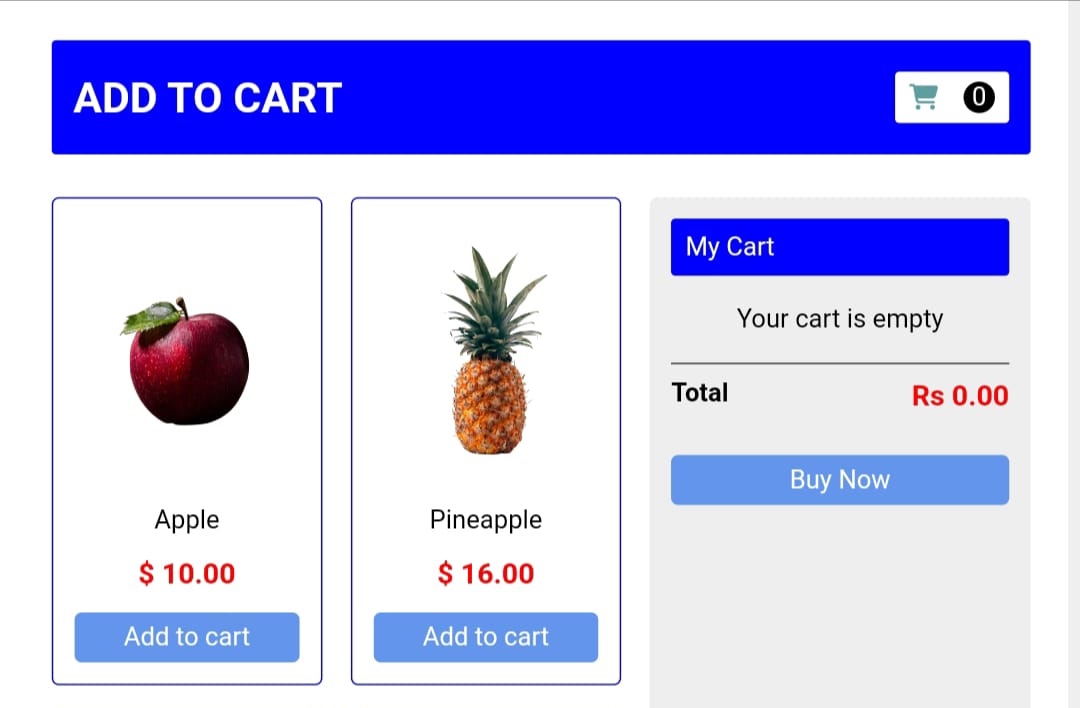 ADD TO CART
0
Apple
$ 10.00
Add to cart
Pineapple
$ 16.00
Add to cart
My Cart
Your cart is empty
Total Rs 0.00
Buy Now